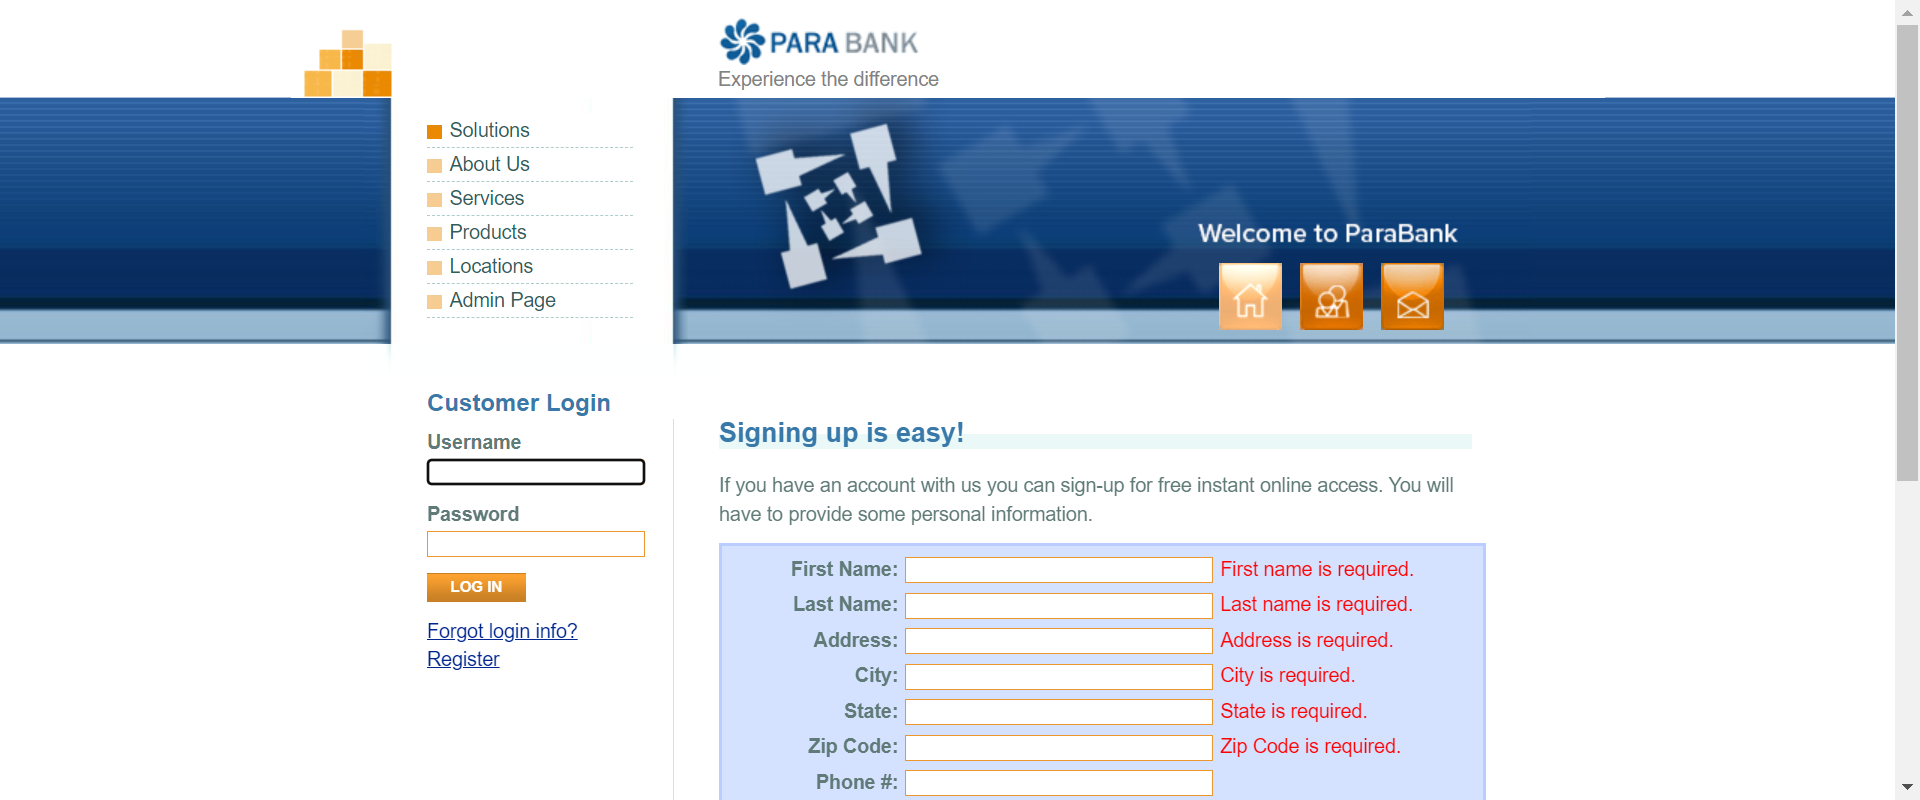 PARA BANK
Experience the difference
Solutions
About Us
Services
Products
Locations
Admin Page
Welcome to ParaBank
Customer Login
Username
Password
LOG IN
Forgot login info?
Register
Signing up is easy!
If you have an account with us you can sign-up for free instant online access. You will
have to provide some personal information.
First Name: First name is required.
Last Name: Last name is required.
Address: Address is required.
City: City is required.
State: State is required.
Zip Code: Zip Code is required.
Phone #: